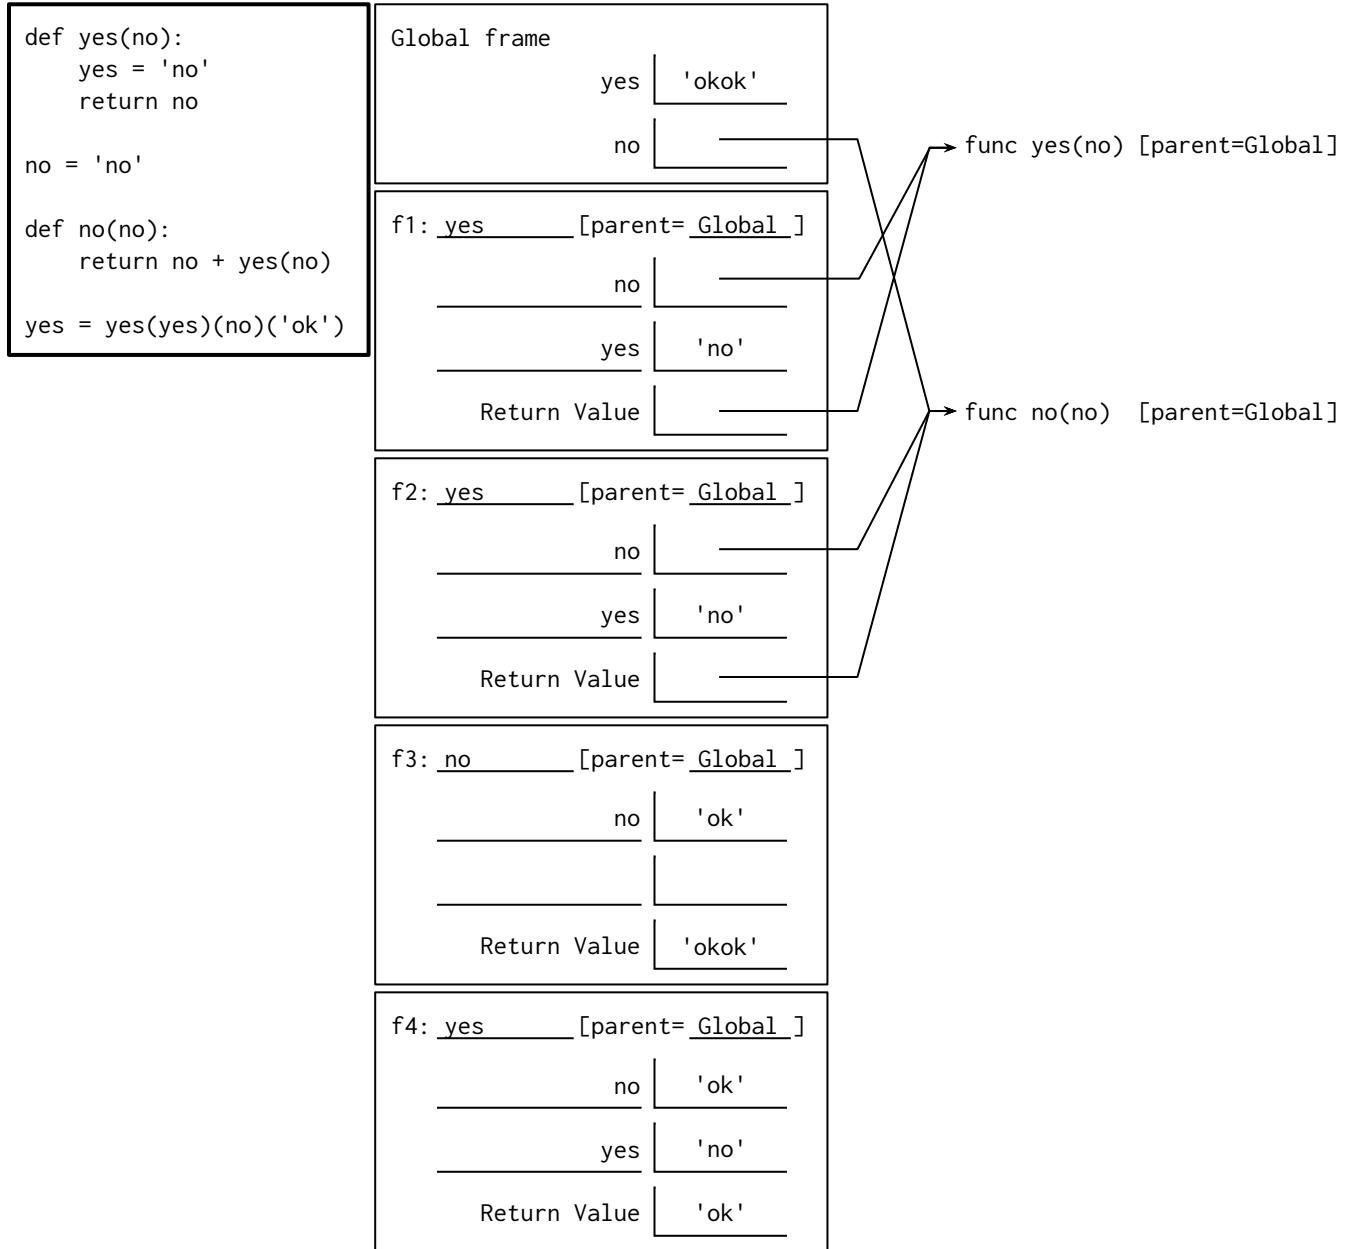 def yes(no):
    yes = 'no'
    return no
no = 'no'
def no(no):
    return no + yes(no)
yes = yes(yes)(no)('ok')
Global frame
yes 'okok'
no
f1: yes [parent= Global ]
no
yes 'no'
Return Value
f2: yes [parent= Global ]
no
yes 'no'
Return Value
f3: no [parent= Global ]
no 'ok'
Return Value 'okok'
f4: yes [parent= Global ]
no 'ok'
yes 'no'
Return Value 'ok'
func yes(no) [parent=Global]
func no(no) [parent=Global]